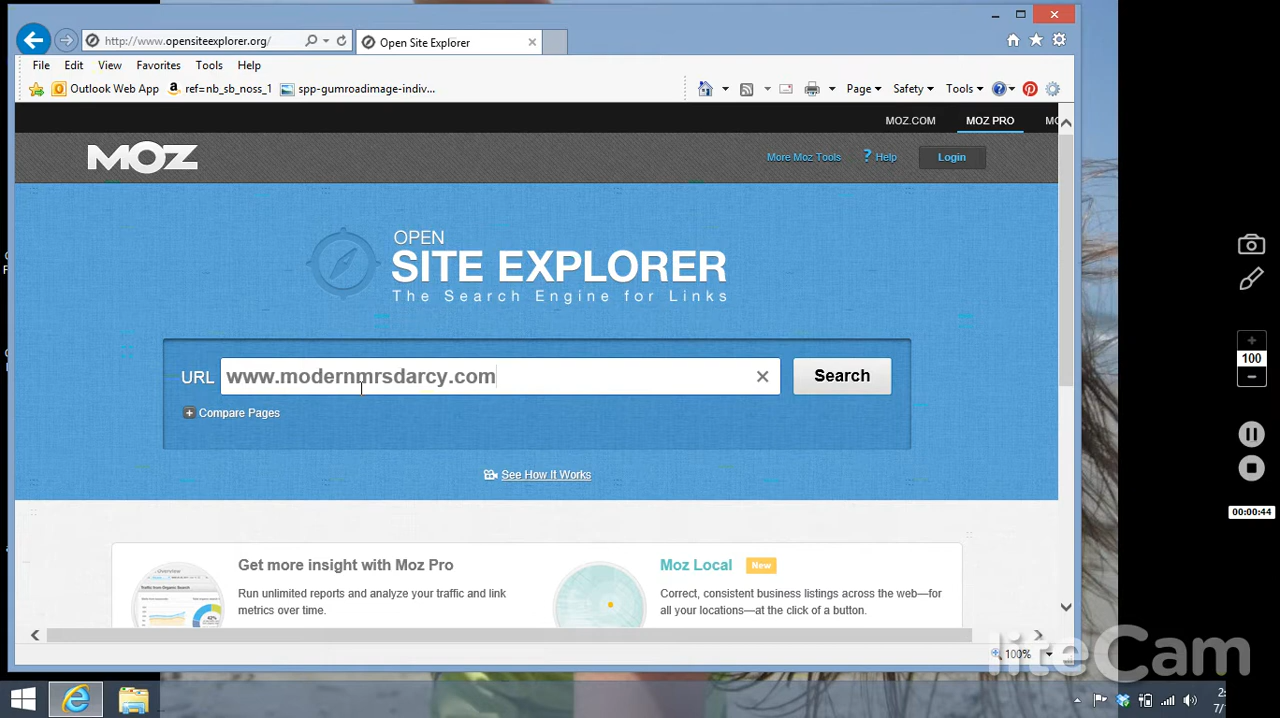 http://www.opensiteexplorer.org/
Open Site Explorer
File Edit View Favorites Tools Help
Outlook Web App ref=nb_sb_noss_1 spp-gumroadimage-indiv...
Page Safety Tools
MOZ.COM MOZ PRO
MOZ
More Moz Tools ? Help Login
OPEN
SITE EXPLORER
The Search Engine for Links
URL www.modernmrsdarcy.com Search
Compare Pages
See How It Works
Get more insight with Moz Pro
Run unlimited reports and analyze your traffic and link
metrics over time.
Moz Local New
Correct, consistent business listings across the web—for
all your locations—at the click of a button.
100%
liteCam
100
00:00:44